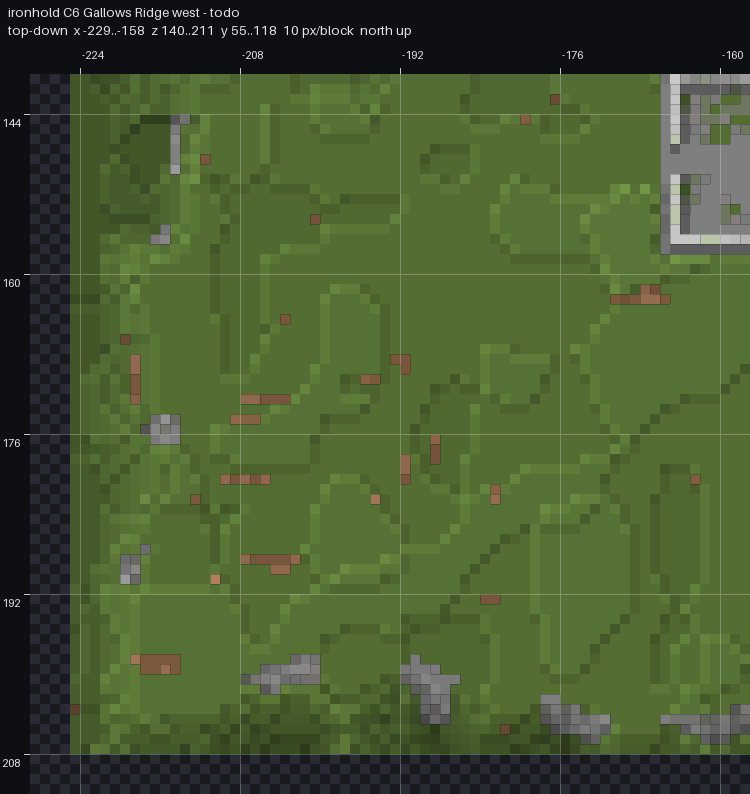 ironhold C6 Gallows Ridge west - todo
top-down x -229..-158 z 140..211 y 55..118 10 px/block north up
-224 -208 -192 -176 -160
144
160
176
192
208